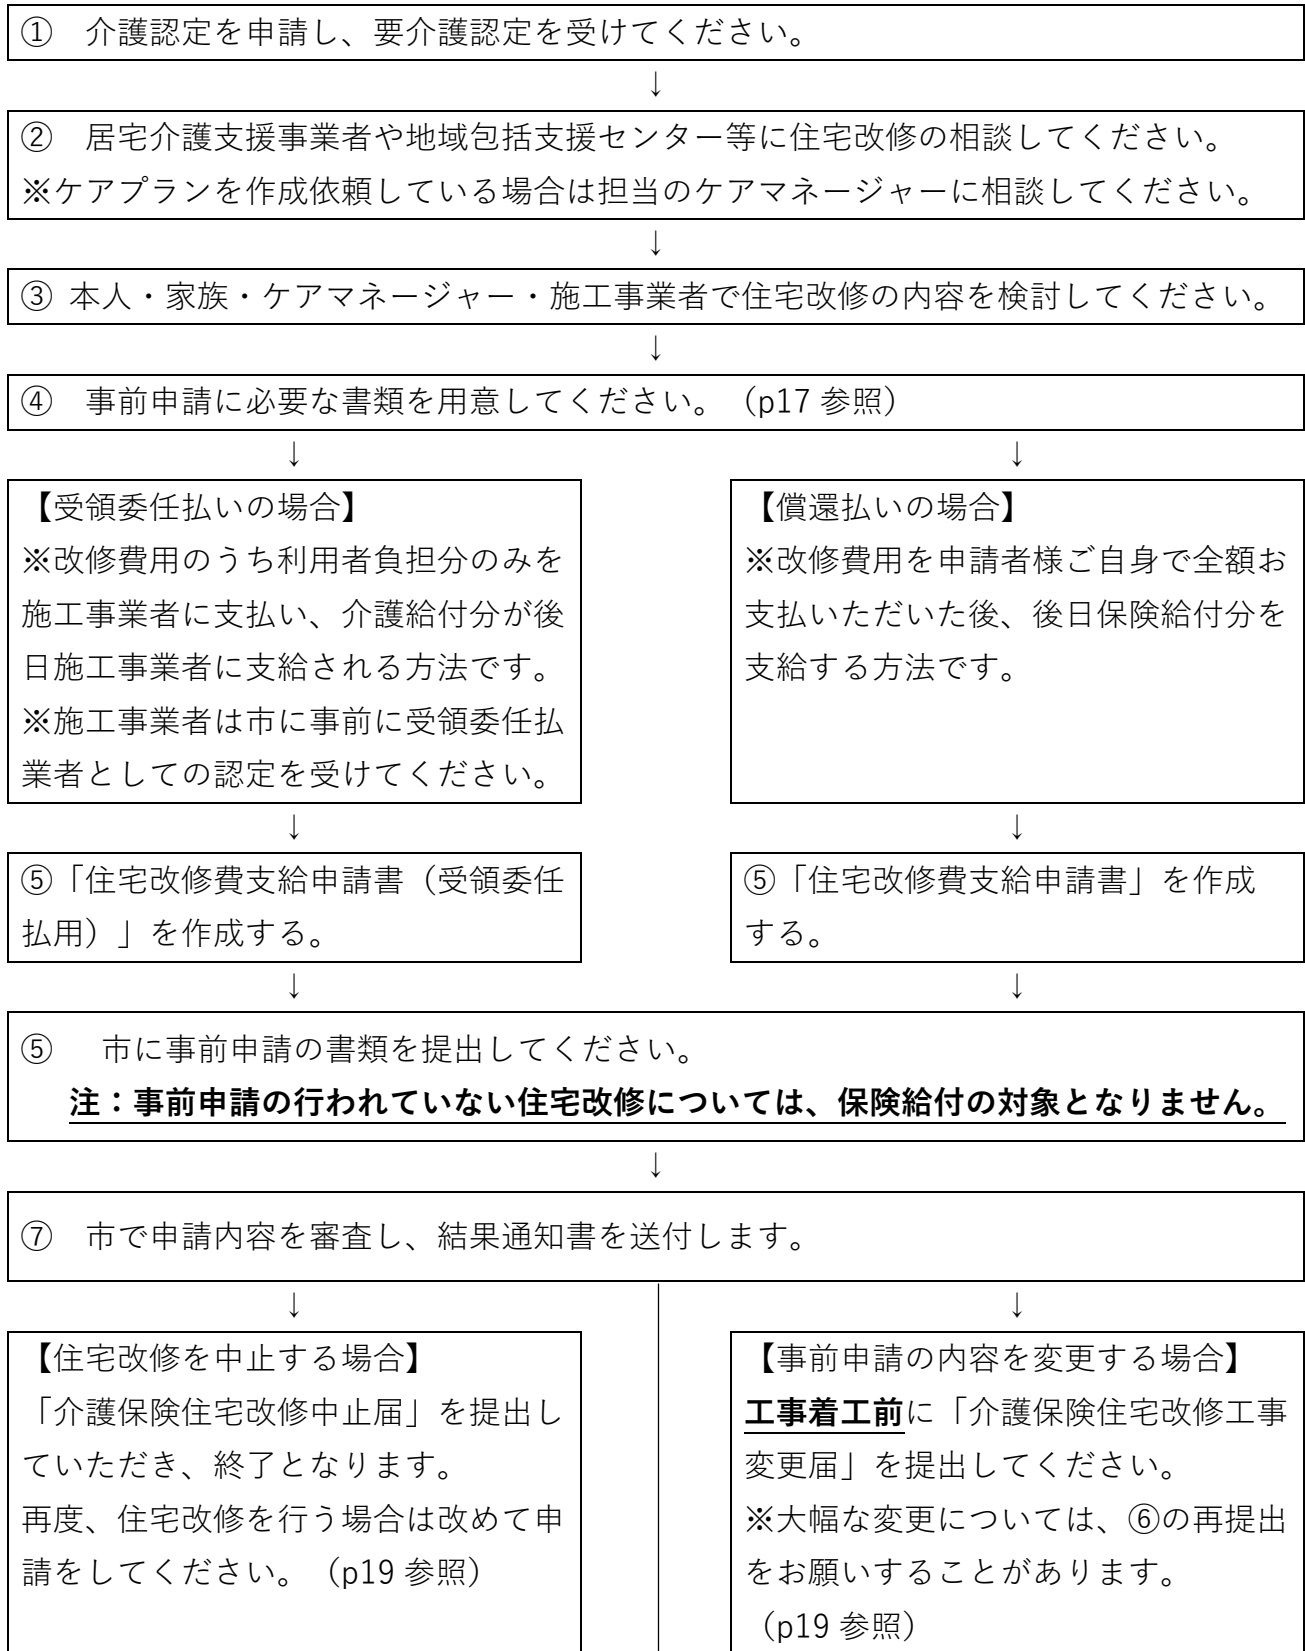 ① 介護認定を申請し、要介護認定を受けてください。
↓
② 居宅介護支援事業者や地域包括支援センター等に住宅改修の相談してください。
※ケアプランを作成依頼している場合は担当のケアマネージャーに相談してください。
↓
③ 本人・家族・ケアマネージャー・施工事業者で住宅改修の内容を検討してください。
↓
④ 事前申請に必要な書類を用意してください。（p17 参照）
↓
【受領委任払いの場合】
※改修費用のうち利用者負担分のみを
施工事業者に支払い、介護給付分が後
日施工事業者に支給される方法です。
※施工事業者は市に事前に受領委任払
業者としての認定を受けてください。
↓
⑤「住宅改修費支給申請書（受領委任
払用）」を作成する。
↓
↓
【償還払いの場合】
※改修費用を申請者様ご自身で全額お
支払いただいた後、後日保険給付分を
支給する方法です。
↓
⑤「住宅改修費支給申請書」を作成
する。
↓
⑤ 市に事前申請の書類を提出してください。
注：事前申請の行われていない住宅改修については、保険給付の対象となりません。
↓
⑦ 市で申請内容を審査し、結果通知書を送付します。
↓
【住宅改修を中止する場合】
「介護保険住宅改修中止届」を提出し
ていただき、終了となります。
再度、住宅改修を行う場合は改めて申
請をしてください。（p19 参照）
↓
【事前申請の内容を変更する場合】
工事着工前に「介護保険住宅改修工事
変更届」を提出してください。
※大幅な変更については、⑥の再提出
をお願いすることがあります。
（p19 参照）